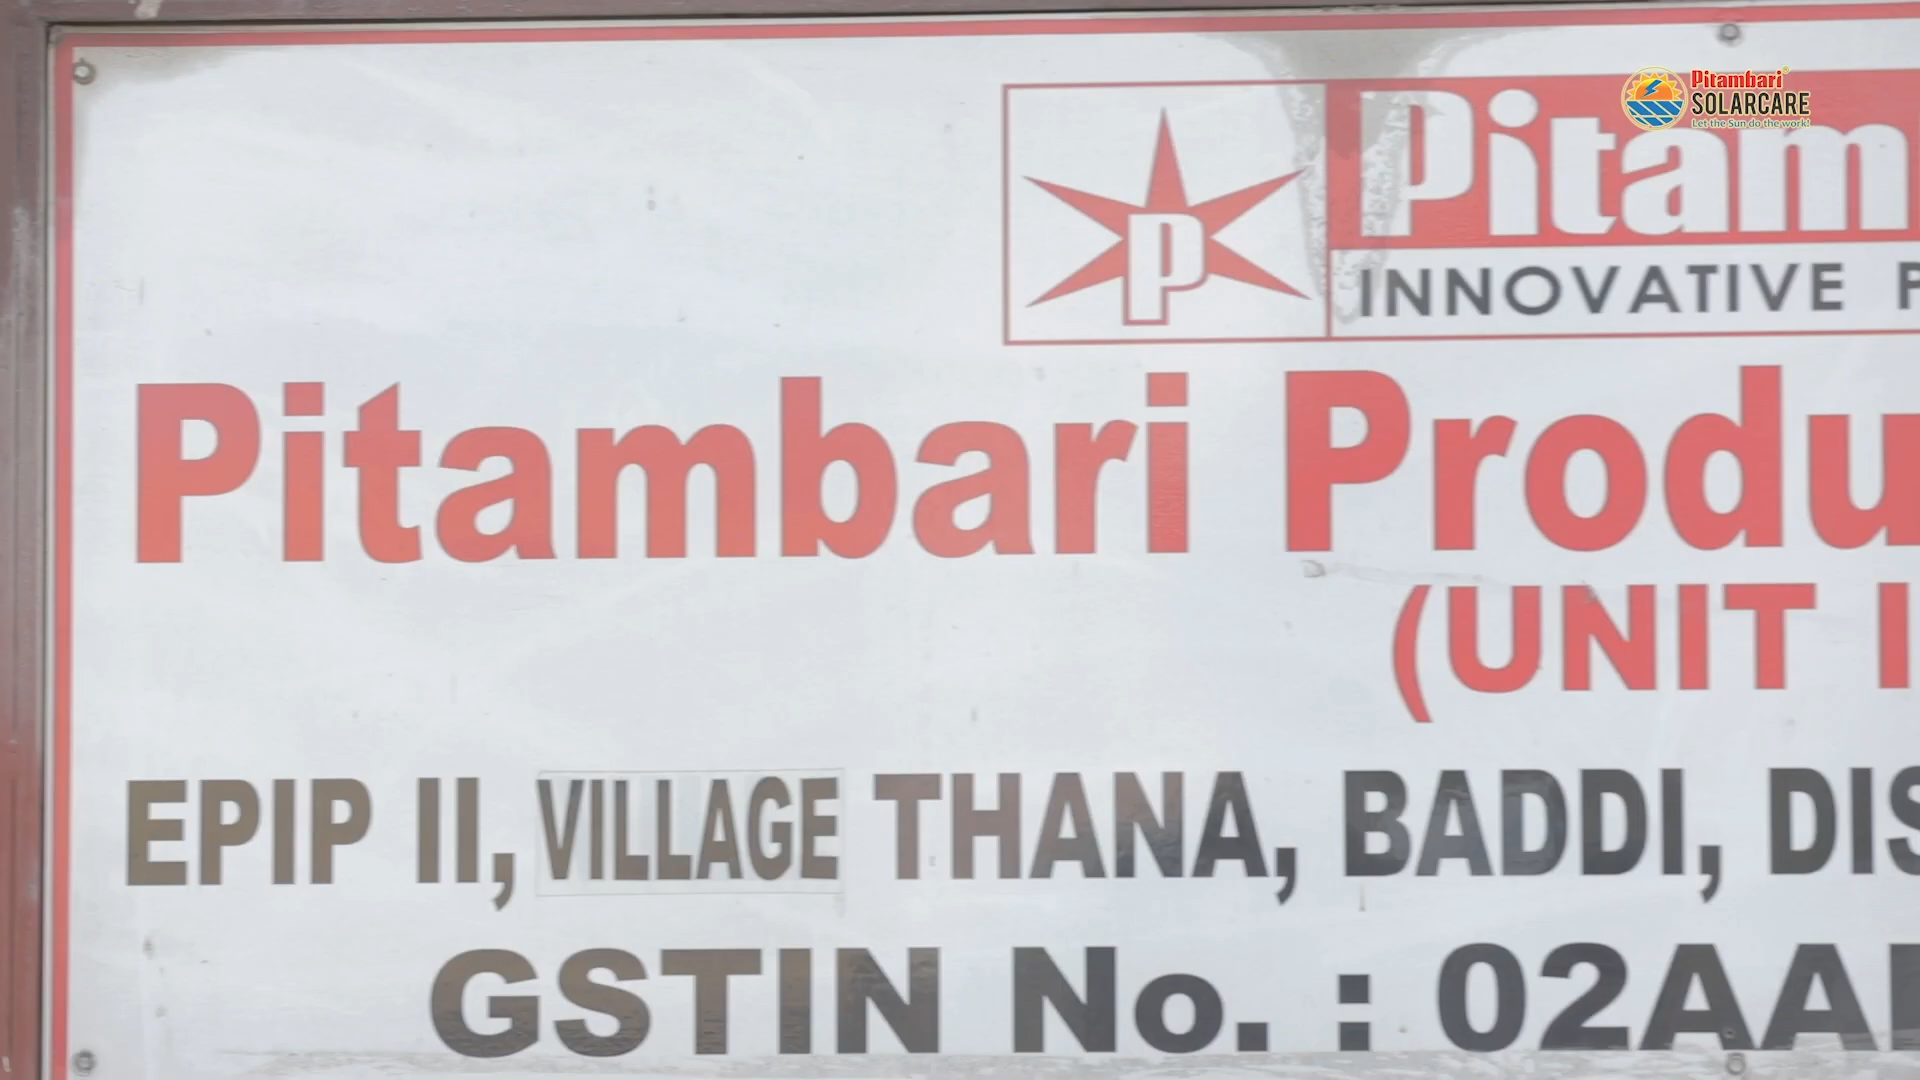 Pitambari
SOLARCARE
Let the Sun do the work!
P
Pitam
INNOVATIVE P
Pitambari Produ
(UNIT I
EPIP II, VILLAGE THANA, BADDI, DIS
GSTIN No. : 02AA